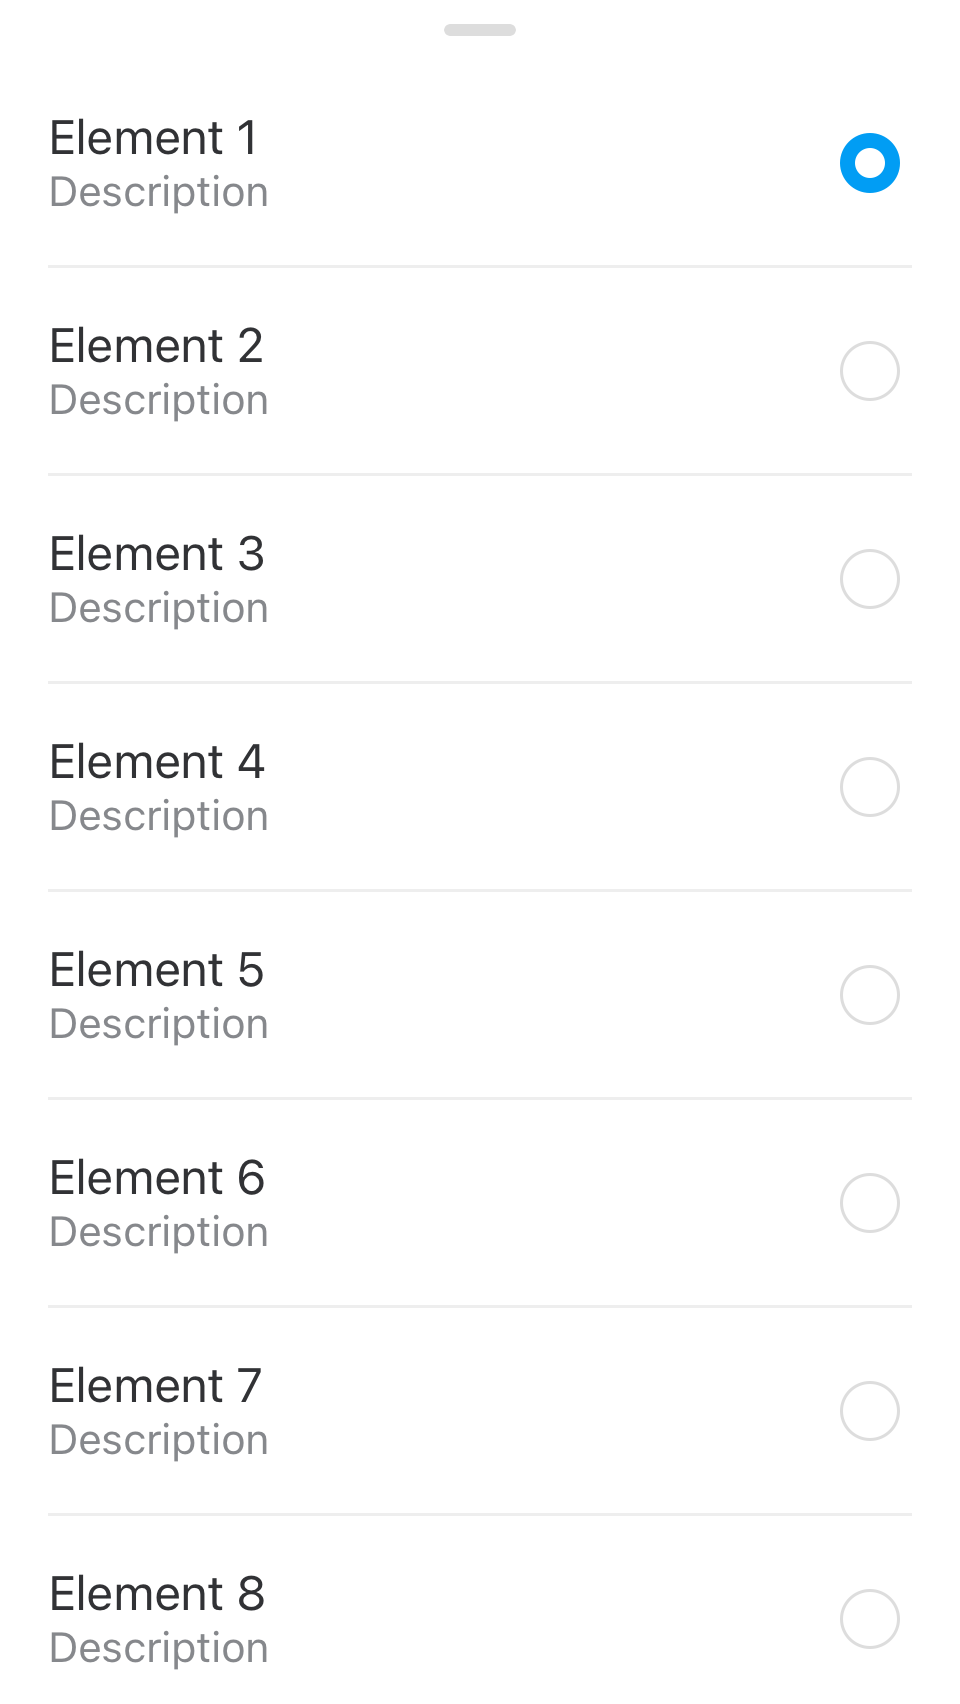 Element 1
Description
Element 2
Description
Element 3
Description
Element 4
Description
Element 5
Description
Element 6
Description
Element 7
Description
Element 8
Description